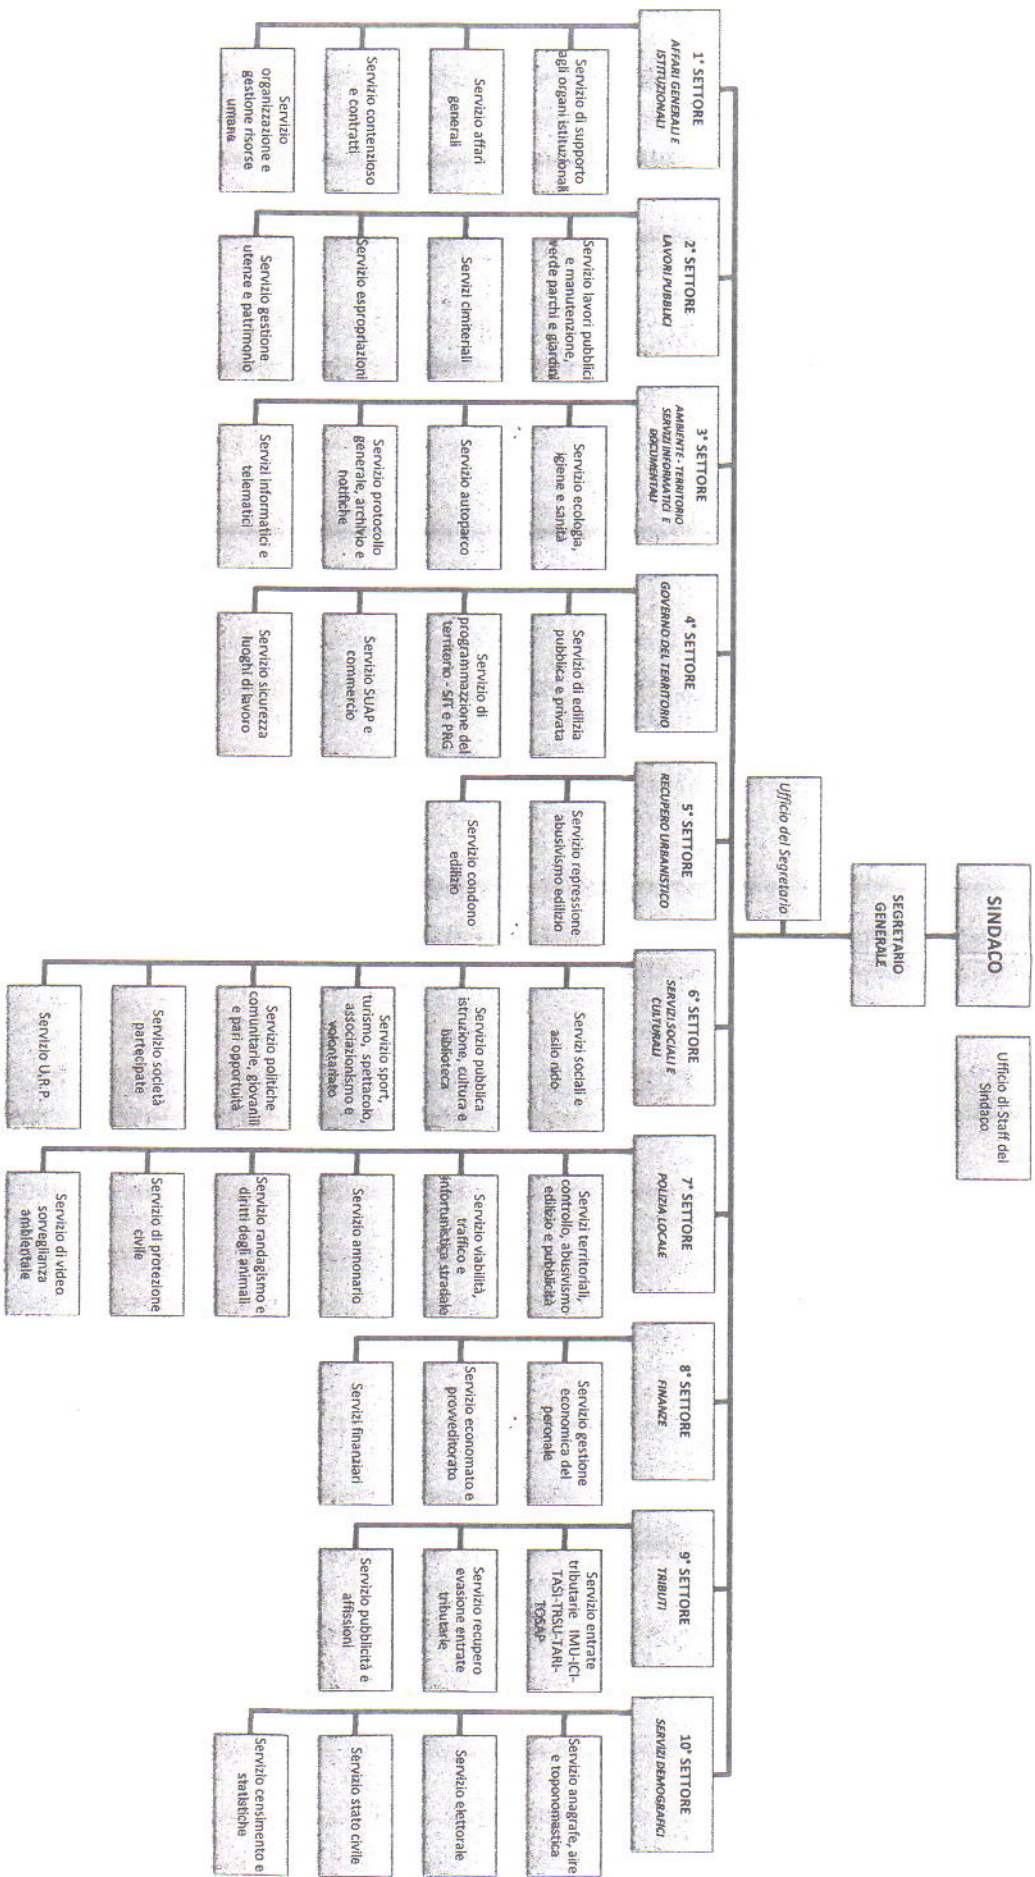 SINDACO
Ufficio di Staff del
Sindaco
SEGRETARIO
GENERALE
Ufficio del Segretario
1° SETTORE
AFFARI GENERALI E
ISTITUZIONALI
Servizio di supporto
agli organi istituzionali
Servizio affari
generali
Servizio contenzioso
e contratti
Servizio
organizzazione e
gestione risorse
umane
2° SETTORE
LAVORI PUBBLICI
Servizio lavori pubblici
e manutenzione,
verde parchi e giardini
Servizi cimiteriali
Servizio espropriazioni
Servizio gestione
utenze e patrimonio
3° SETTORE
AMBIENTE - TERRITORIO
SERVIZI INFORMATICI E
DOCUMENTALI
Servizio ecologia,
igiene e sanità
Servizio autoparco
Servizio protocollo
generale, archivio e
notifiche
Servizi informatici e
telematici
4° SETTORE
GOVERNO DEL TERRITORIO
Servizio di edilizia
pubblica e privata
Servizio di
programmazzione del
territorio - SIT e PRG
Servizio SUAP e
commercio
Servizio sicurezza
luoghi di lavoro
5° SETTORE
RECUPERO URBANISTICO
Servizio repressione
abusivismo edilizio
Servizio condono
edilizio
6° SETTORE
SERVIZI SOCIALI E
CULTURALI
Servizi sociali e
asilo nido
Servizio pubblica
istruzione, cultura e
biblioteca
Servizio sport,
turismo, spettacolo,
associazionismo e
volontariato
Servizio politiche
comunitarie, giovanili
e pari opportunità
Servizio società
partecipate
Servizio U.R.P.
7° SETTORE
POLIZIA LOCALE
Servizi territoriali,
controllo, abusivismo
edilizio e pubblicità
Servizio viabilità,
traffico e
infortunistica stradale
Servizio annonario
Servizio randagismo e
diritti degli animali
Servizio di protezione
civile
Servizio di video
sorveglianza
ambientale
8° SETTORE
FINANZE
Servizio gestione
economica del
peronale
Servizio economato e
provveditorato
Servizi finanziari
9° SETTORE
TRIBUTI
Servizio entrate
tributarie IMU-ICI-
TASI-TRSU-TARI-
TOSAP
Servizio recupero
evasione entrate
tributarie
Servizio pubblicità e
affissioni
10° SETTORE
SERVIZI DEMOGRAFICI
Servizio anagrafe, aire
e toponomastica
Servizio elettorale
Servizio stato civile
Servizio censimento e
statistiche